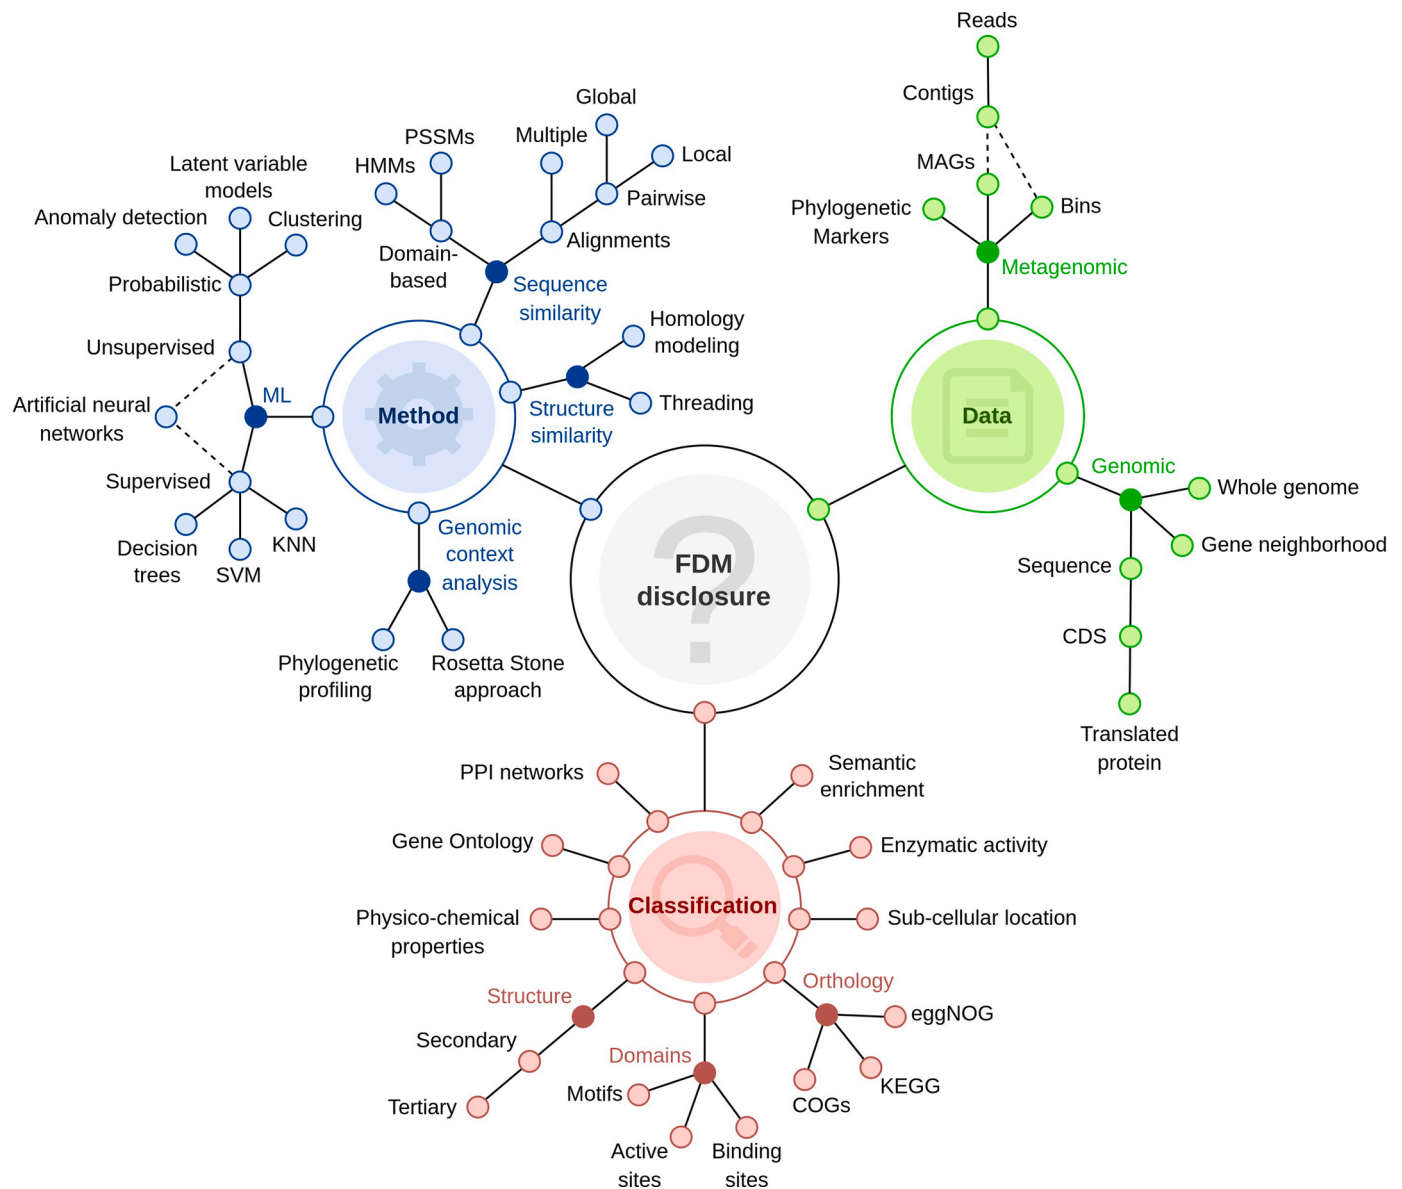 Reads
Contigs
MAGs
Phylogenetic
Markers
Bins
Metagenomic
Global
Multiple
Local
Pairwise
Alignments
PSSMs
HMMs
Domain-
based
Sequence
similarity
Latent variable
models
Anomaly detection
Clustering
Probabilistic
Unsupervised
ML
Artificial neural
networks
Supervised
Decision
trees
SVM
KNN
Method
Homology
modeling
Structure
similarity
Threading
Genomic
context
analysis
Phylogenetic
profiling
Rosetta Stone
approach
Data
Genomic
Whole genome
Gene neighborhood
Sequence
CDS
Translated
protein
FDM
disclosure
PPI networks
Semantic
enrichment
Gene Ontology
Enzymatic activity
Classification
Physico-chemical
properties
Sub-cellular location
Structure
Secondary
Tertiary
Domains
Motifs
Active
sites
Binding
sites
Orthology
eggNOG
KEGG
COGs